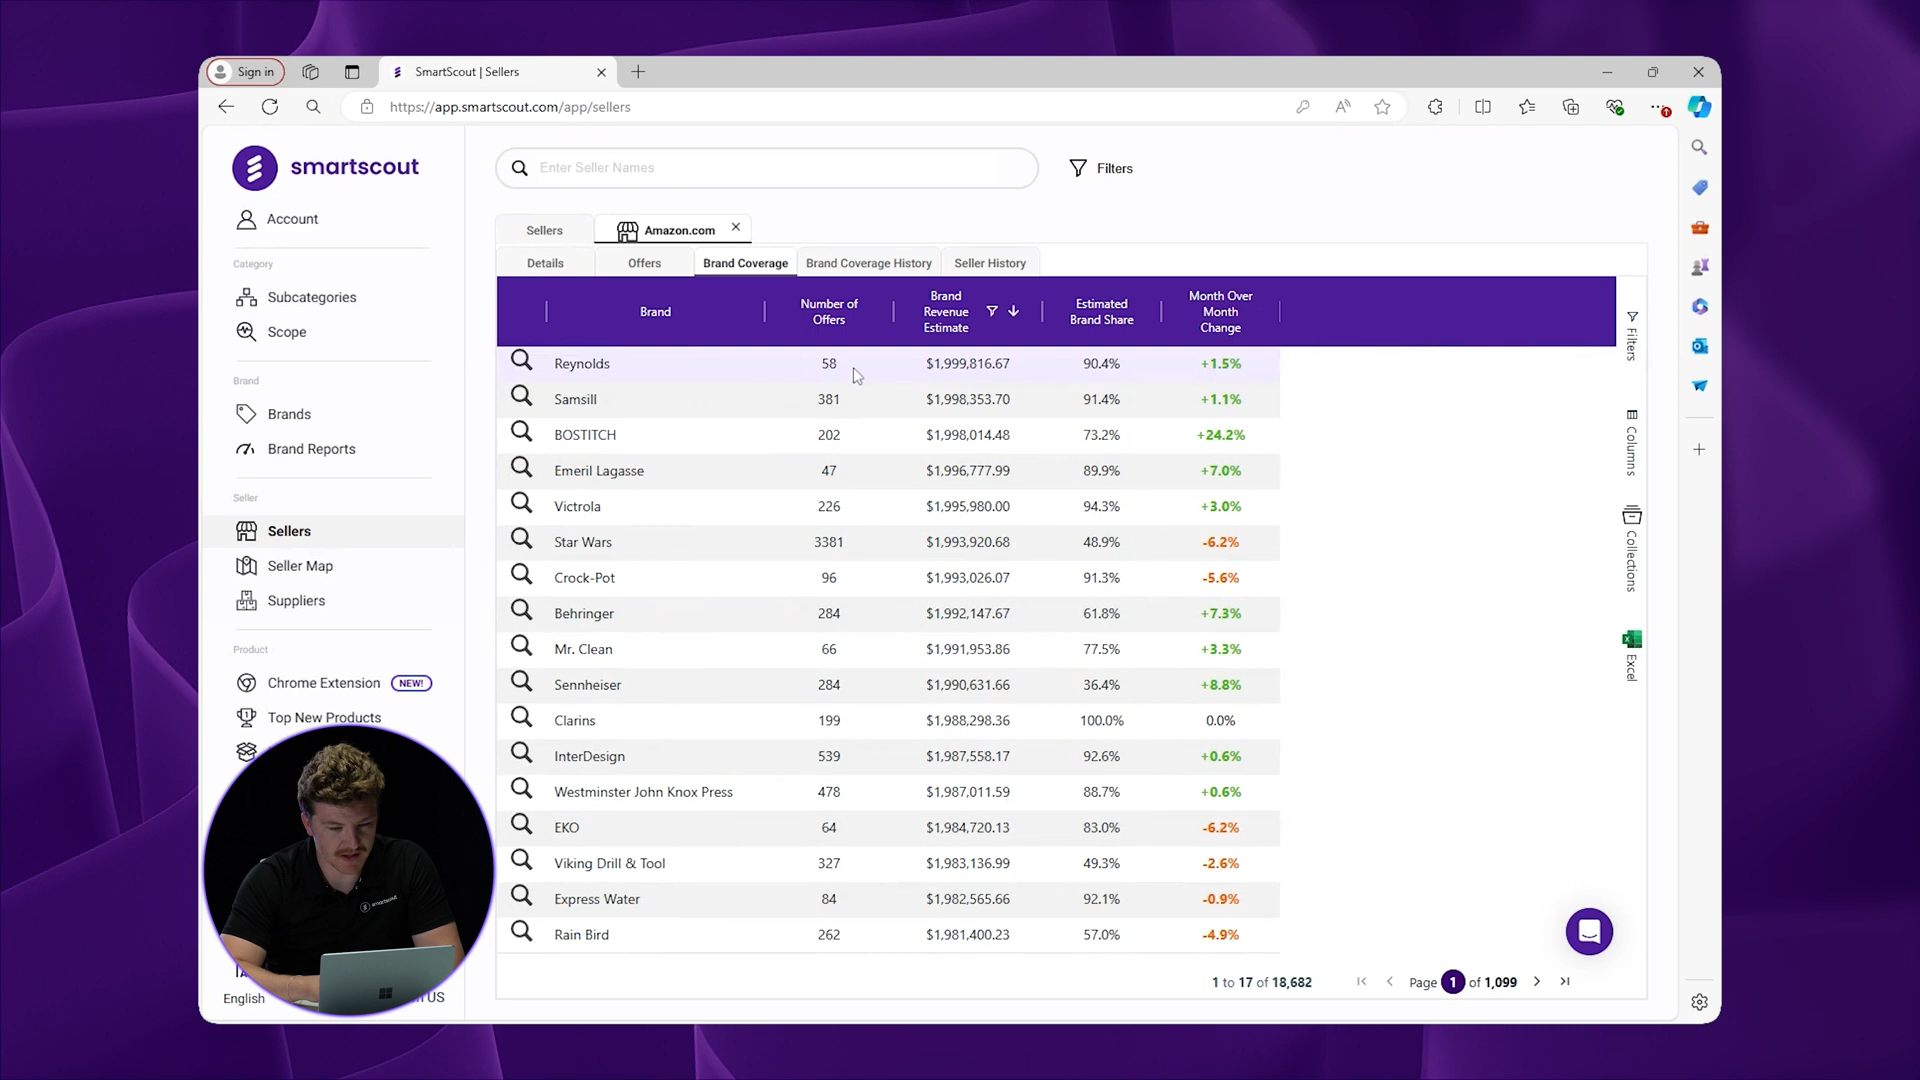 Sign in
SmartScout | Sellers
https://app.smartscout.com/app/sellers
smartscout
Enter Seller Names
Filters
Account
Sellers
Amazon.com
Category
Details
Offers
Brand Coverage
Brand Coverage History
Seller History
Subcategories
Scope
Brand
Number of
Offers
Brand
Revenue
Estimate
Estimated
Brand Share
Month Over
Month
Change
Filters
Columns
Collections
Excel
Reynolds 58 $1,999,816.67 90.4% +1.5%
Samsill 381 $1,998,353.70 91.4% +1.1%
BOSTITCH 202 $1,998,014.48 73.2% +24.2%
Emeril Lagasse 47 $1,996,777.99 89.9% +7.0%
Victrola 226 $1,995,980.00 94.3% +3.0%
Star Wars 3381 $1,993,920.68 48.9% -6.2%
Crock-Pot 96 $1,993,026.07 91.3% -5.6%
Behringer 284 $1,992,147.67 61.8% +7.3%
Mr. Clean 66 $1,991,953.86 77.5% +3.3%
Sennheiser 284 $1,990,631.66 36.4% +8.8%
Clarins 199 $1,988,298.36 100.0% 0.0%
InterDesign 539 $1,987,558.17 92.6% +0.6%
Westminster John Knox Press 478 $1,987,011.59 88.7% +0.6%
EKO 64 $1,984,720.13 83.0% -6.2%
Viking Drill & Tool 327 $1,983,136.99 49.3% -2.6%
Express Water 84 $1,982,565.66 92.1% -0.9%
Rain Bird 262 $1,981,400.23 57.0% -4.9%
1 to 17 of 18,682
Page 1 of 1,099
Brand
Brands
Brand Reports
Seller
Sellers
Seller Map
Suppliers
Product
Chrome Extension NEW!
Top New Products
smartscout
English
US